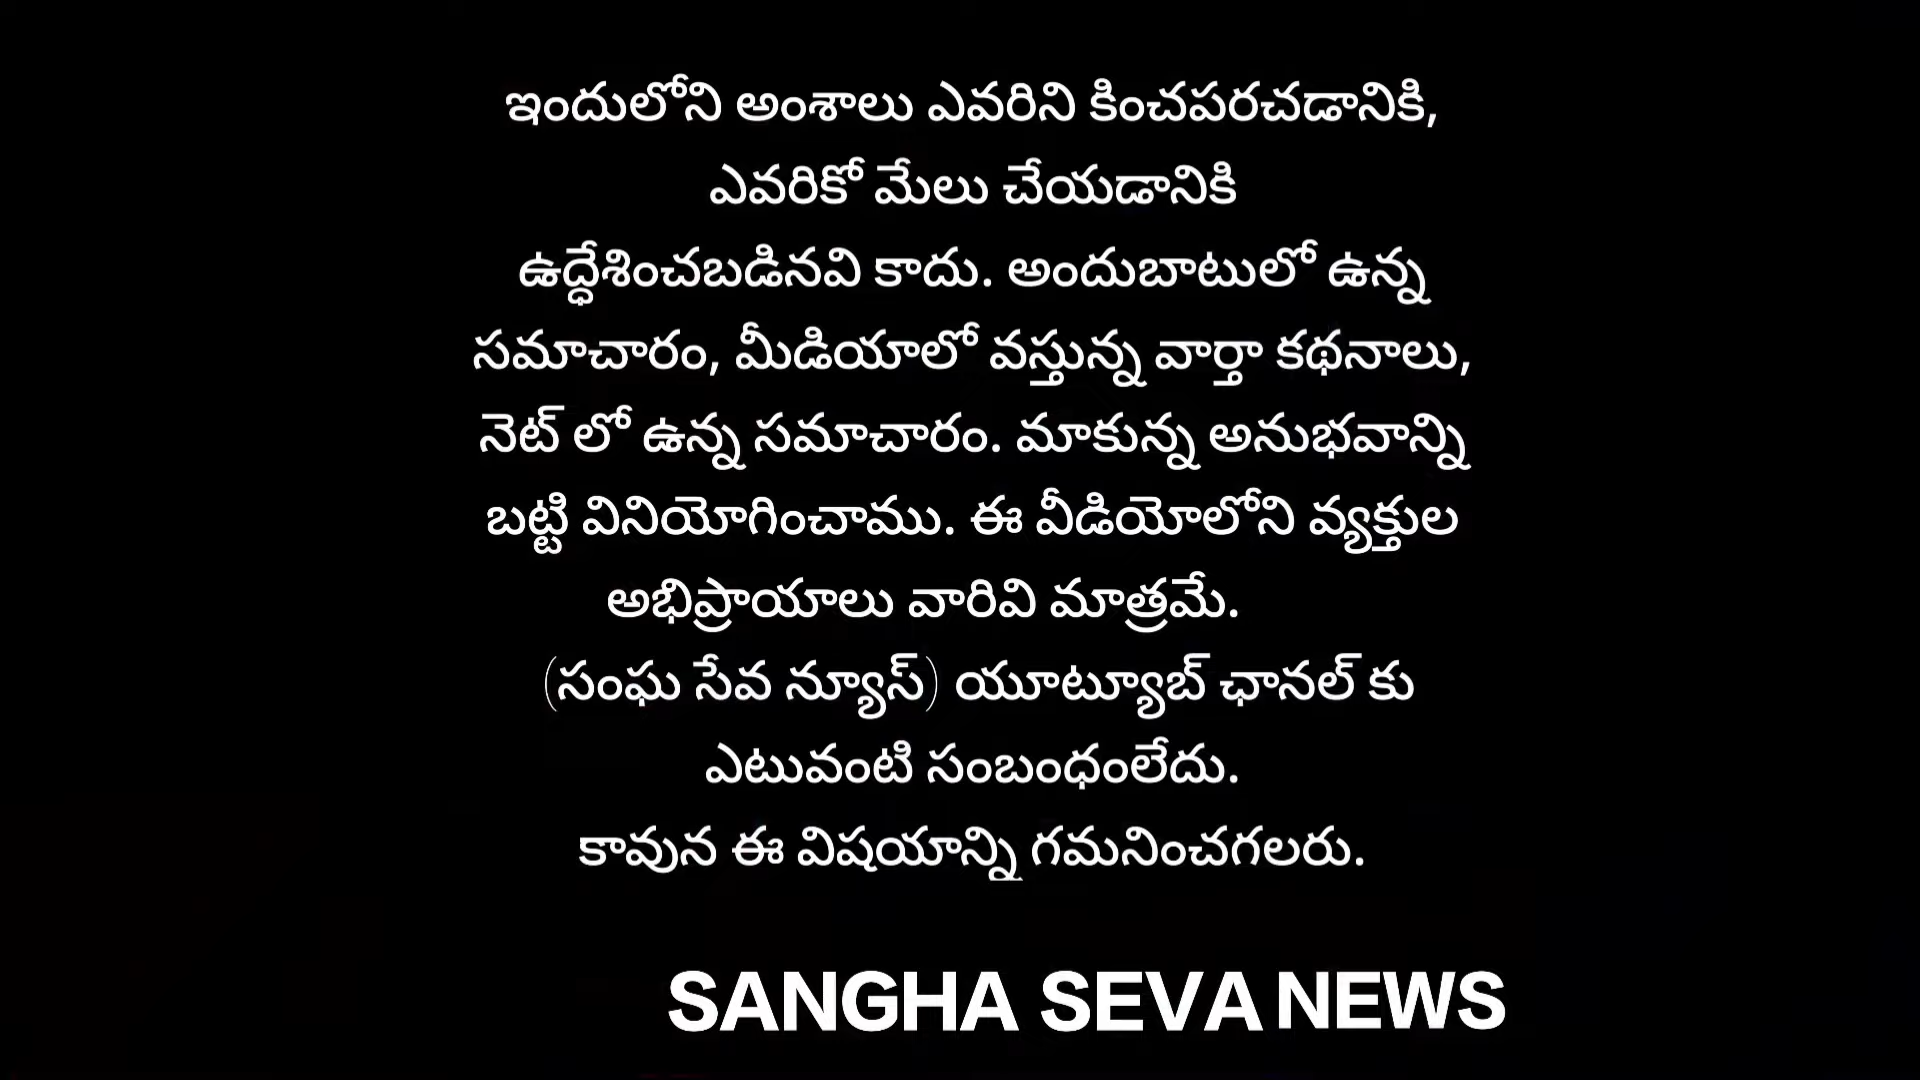 ఇందులోని అంశాలు ఎవరిని కించపరచడానికి,
ఎవరికో మేలు చేయడానికి
ఉద్ధేశించబడినవి కాదు. అందుబాటులో ఉన్న
సమాచారం, మీడియాలో వస్తున్న వార్తా కథనాలు,
నెట్ లో ఉన్న సమాచారం. మాకున్న అనుభవాన్ని
బట్టి వినియోగించాము. ఈ వీడియోలోని వ్యక్తుల
అభిప్రాయాలు వారివి మాత్రమే.
(సంఘ సేవ న్యూస్) యూట్యూబ్ ఛానల్ కు
ఎటువంటి సంబంధంలేదు.
కావున ఈ విషయాన్ని గమనించగలరు.
SANGHA SEVA NEWS